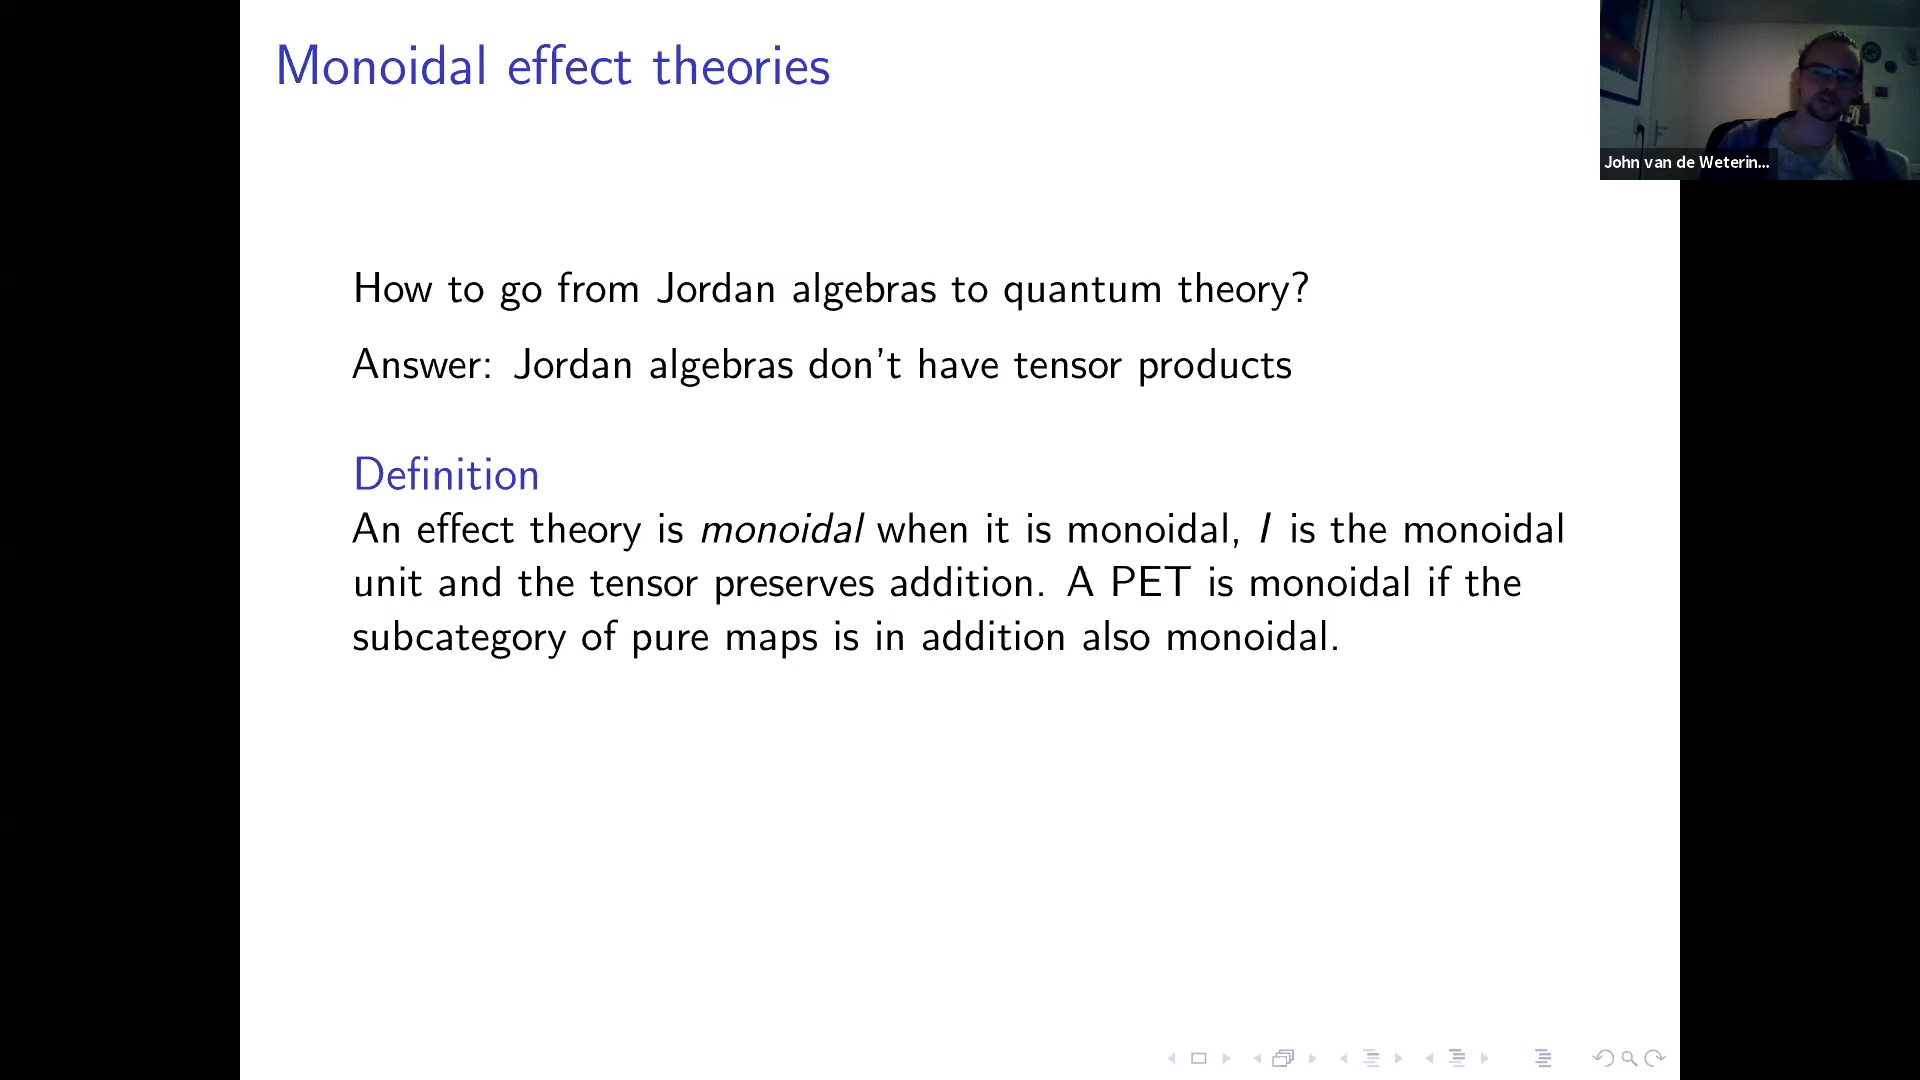 Monoidal effect theories
John van de Weterin...
How to go from Jordan algebras to quantum theory?
Answer: Jordan algebras don't have tensor products
Definition
An effect theory is monoidal when it is monoidal, I is the monoidal
unit and the tensor preserves addition. A PET is monoidal if the
subcategory of pure maps is in addition also monoidal.